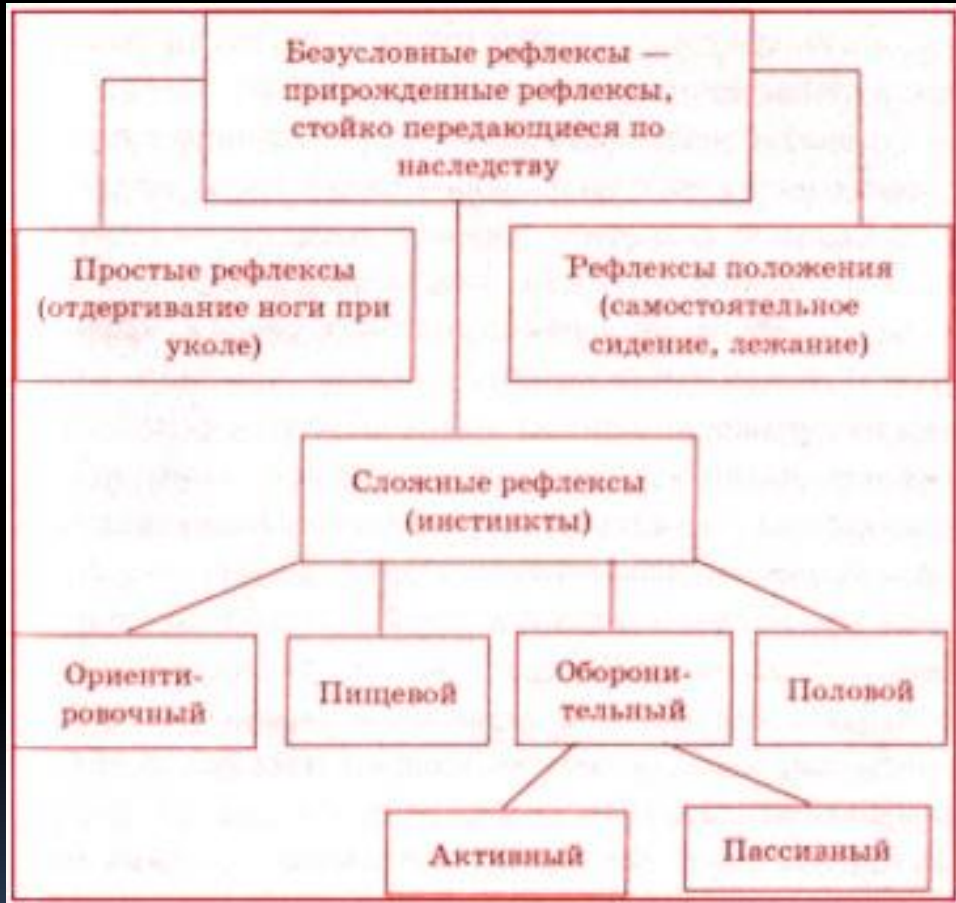 Безусловные рефлексы —
прирожденные рефлексы,
стойко передающиеся по
наследству
Простые рефлексы
(отдергивание ноги при
уколе)
Рефлексы положения
(самостоятельное
сидение, лежание)
Сложные рефлексы
(инстинкты)
Ориенти-
ровочный
Пищевой
Оборони-
тельный
Половой
Активный
Пассивный